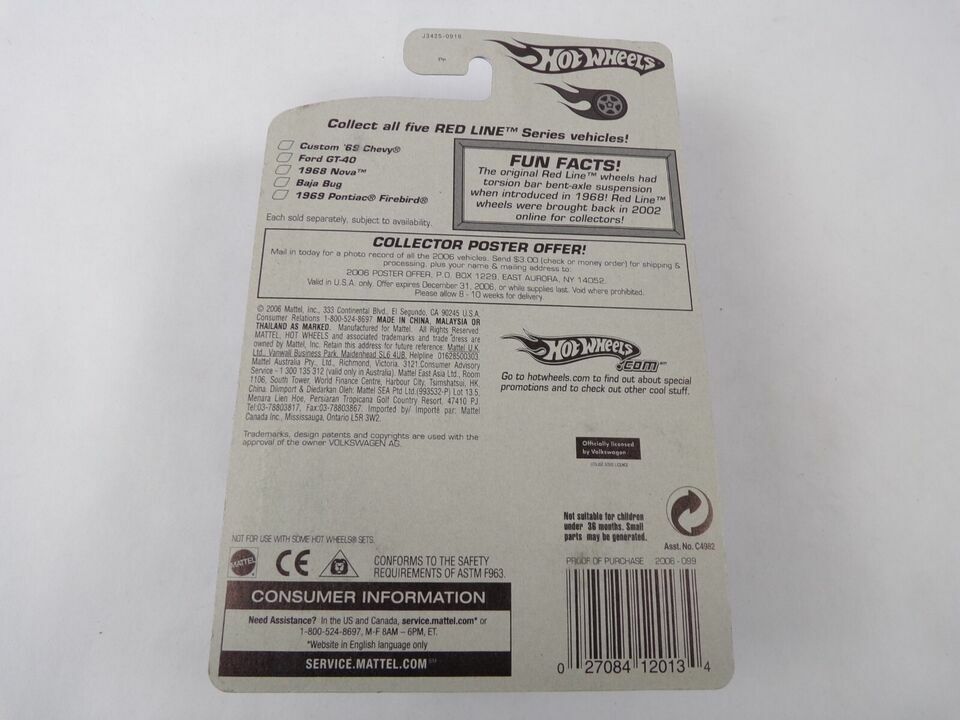 J3425-0918
HOT WHEELS
Collect all five RED LINE™ Series vehicles!
Custom '69 Chevy®
Ford GT-40
1968 Nova™
Baja Bug
1969 Pontiac® Firebird®
Each sold separately, subject to availability.
FUN FACTS!
The original Red Line™ wheels had
torsion bar bent-axle suspension
when introduced in 1968! Red Line™
wheels were brought back in 2002
online for collectors!
COLLECTOR POSTER OFFER!
Mail in today for a photo record of all the 2006 vehicles. Send $3.00 (check or money order) for shipping &
processing, plus your name & mailing address to:
2006 POSTER OFFER, P.O. BOX 1229, EAST AURORA, NY 14052.
Valid in U.S.A. only. Offer expires December 31, 2006, or while supplies last. Void where prohibited.
Please allow 8 - 10 weeks for delivery.
© 2006 Mattel, Inc., 333 Continental Blvd., El Segundo, CA 90245 U.S.A.
Consumer Relations 1-800-524-8697 MADE IN CHINA, MALAYSIA OR
THAILAND AS MARKED. Manufactured for Mattel. All Rights Reserved
MATTEL, HOT WHEELS and associated trademarks and trade dress are
owned by Mattel, Inc. Retain this address for future reference: Mattel U.K.
Ltd., Vanwall Business Park, Maidenhead SL6 4UB. Helpline 01628500303.
Mattel Australia Pty., Ltd., Richmond, Victoria. 3121.Consumer Advisory
Service - 1 300 135 312 (valid only in Australia). Mattel East Asia Ltd., Room
1106, South Tower, World Finance Centre, Harbour City, Tsimshatsui, HK,
China. Diimport & Diedarkan Oleh: Mattel SEA Ptd Ltd.(993532-P) Lot 13.5,
Menara Lien Hoe, Persiaran Tropicana Golf Country Resort, 47410 PJ.
Tel:03-78803817, Fax:03-78803867. Imported by/ Importé par: Mattel
Canada Inc., Mississauga, Ontario L5R 3W2.
Trademarks, design patents and copyrights are used with the
approval of the owner VOLKSWAGEN AG.
HOT WHEELS
.COM
Go to hotwheels.com to find out about special
promotions and to check out other cool stuff.
Officially licensed
by Volkswagen
Not suitable for children
under 36 months. Small
parts may be generated.
Asst. No. C4982
NOT FOR USE WITH SOME HOT WHEELS® SETS.
MATTEL
CE
CONFORMS TO THE SAFETY
REQUIREMENTS OF ASTM F963.
CONSUMER INFORMATION
Need Assistance? In the US and Canada, service.mattel.com* or
1-800-524-8697, M-F 8AM – 6PM, ET.
*Website in English language only
SERVICE.MATTEL.COM℠
PROOF OF PURCHASE 2006 - 099
0 27084 12013 4